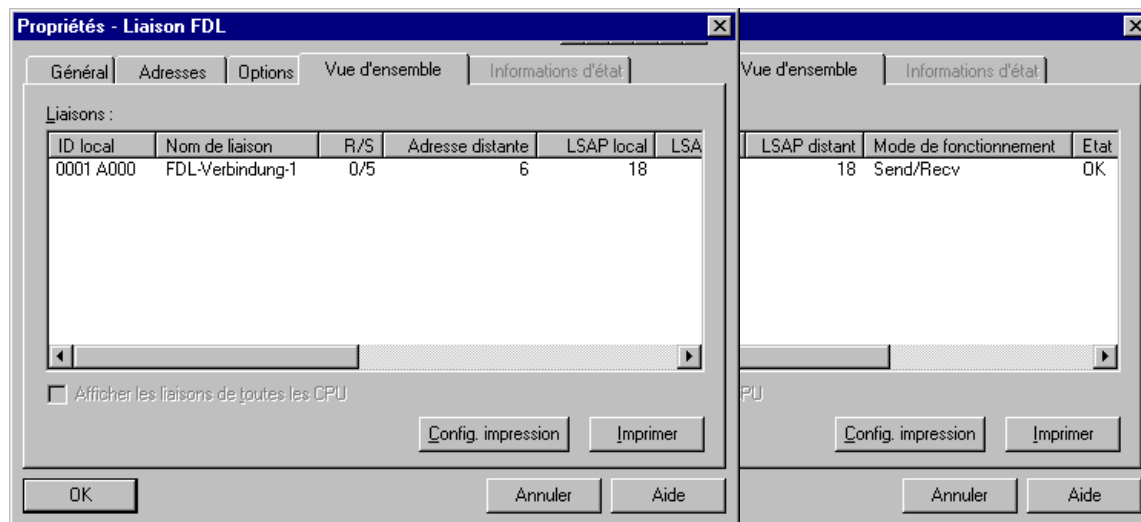 Propriétés - Liaison FDL
Général Adresses Options Vue d'ensemble Informations d'état Vue d'ensemble Informations d'état
Liaisons :
ID local Nom de liaison R/S Adresse distante LSAP local LSA LSAP distant Mode de fonctionnement Etat
0001 A000 FDL-Verbindung-1 0/5 6 18 18 Send/Recv OK
Afficher les liaisons de toutes les CPU PU
Config. impression Imprimer Config. impression Imprimer
OK Annuler Aide Annuler Aide